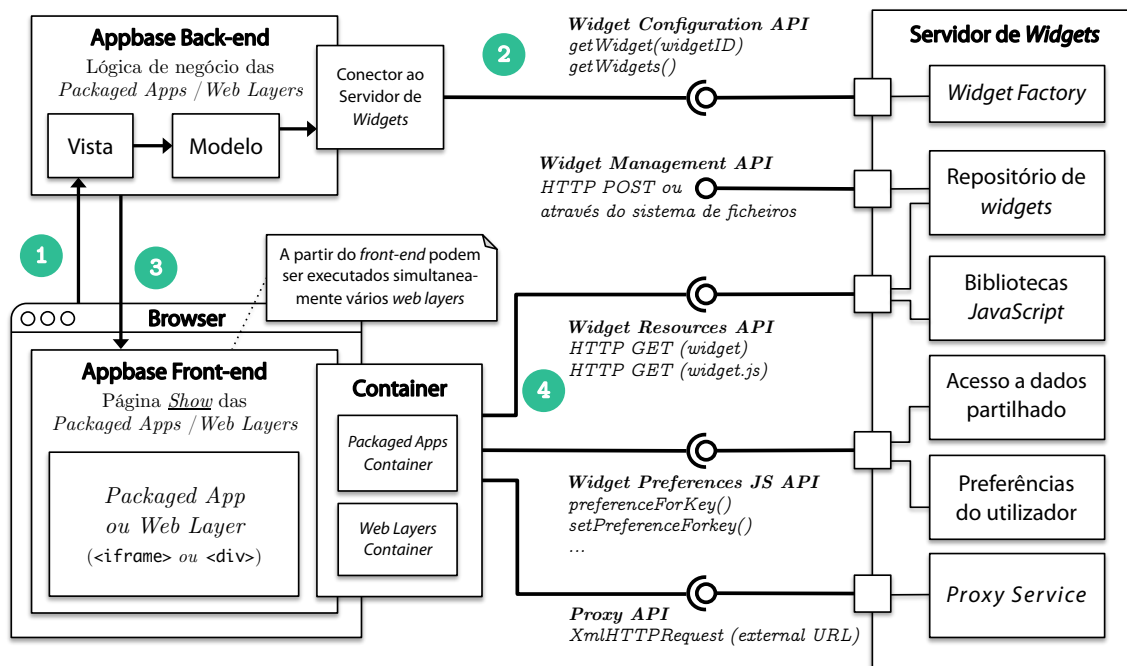 Appbase Back-end
Lógica de negócio das
Packaged Apps / Web Layers
Vista
Modelo
Conector ao
Servidor de
Widgets
2
Widget Configuration API
getWidget(widgetID)
getWidgets()
Servidor de Widgets
Widget Factory
Widget Management API
HTTP POST ou
através do sistema de ficheiros
Repositório de
widgets
1
3
A partir do front-end podem
ser executados simultanea-
mente vários web layers
Bibliotecas
JavaScript
Browser
Widget Resources API
HTTP GET (widget)
HTTP GET (widget.js)
4
Appbase Front-end
Página Show das
Packaged Apps / Web Layers
Packaged App
ou Web Layer
(<iframe> ou <div>)
Container
Packaged Apps
Container
Web Layers
Container
Acesso a dados
partilhado
Widget Preferences JS API
preferenceForKey()
setPreferenceForkey()
...
Preferências
do utilizador
Proxy API
XmlHTTPRequest (external URL)
Proxy Service